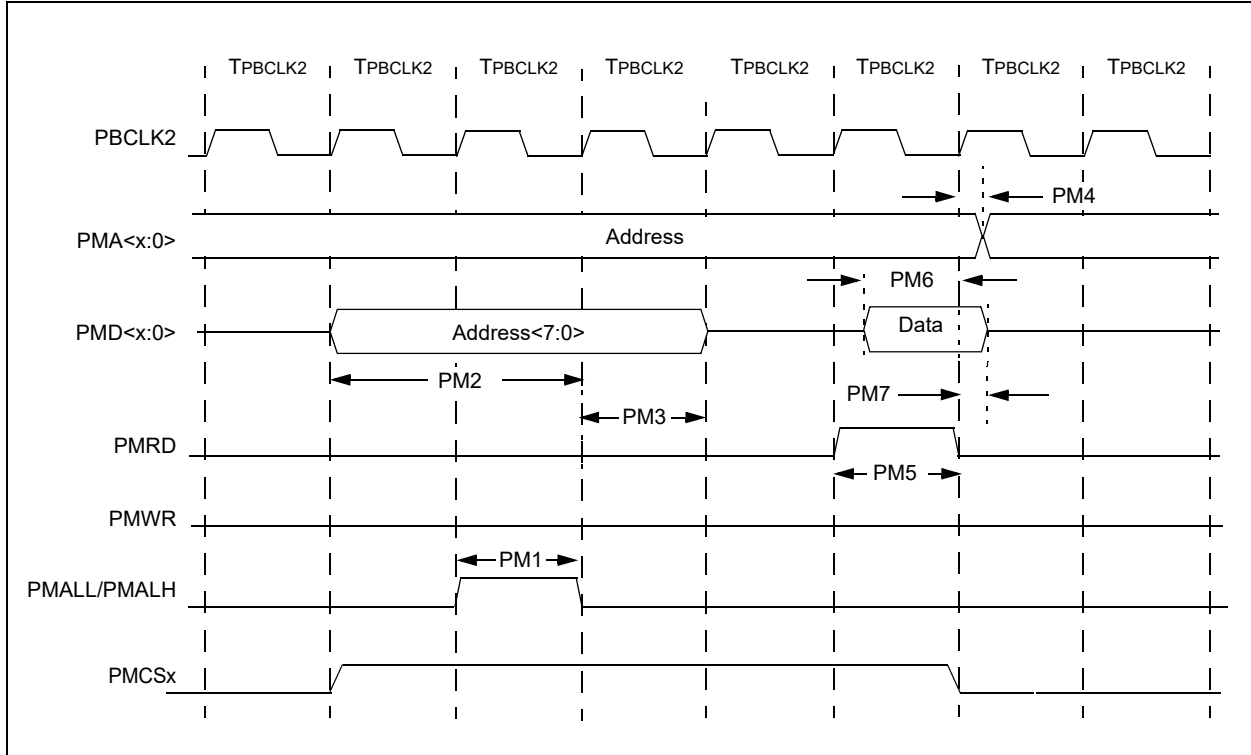 TPBCLK2 TPBCLK2 TPBCLK2 TPBCLK2 TPBCLK2 TPBCLK2 TPBCLK2 TPBCLK2
PBCLK2
PM4
PMA<x:0>
Address
PM6
PMD<x:0>
Address<7:0>
Data
PM2
PM7
PM3
PMRD
PM5
PMWR
PM1
PMALL/PMALH
PMCSx